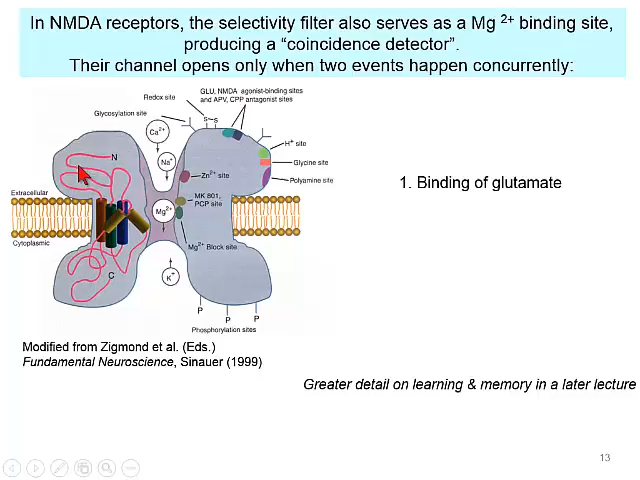 In NMDA receptors, the selectivity filter also serves as a Mg 2+ binding site,
producing a “coincidence detector”.
Their channel opens only when two events happen concurrently:
GLU, NMDA agonist-binding sites
and APV, CPP antagonist sites
Redox site
Glycosylation site
S S
Ca2+
H+ site
N
Na+
Glycine site
Zn2+ site
Polyamine site
1. Binding of glutamate
Extracellular
MK 801,
PCP site
Mg2+
Cytoplasmic
Mg2+ Block site
C
K+
P
P
P
Phosphorylation sites
Modified from Zigmond et al. (Eds.)
Fundamental Neuroscience, Sinauer (1999)
Greater detail on learning & memory in a later lecture
13